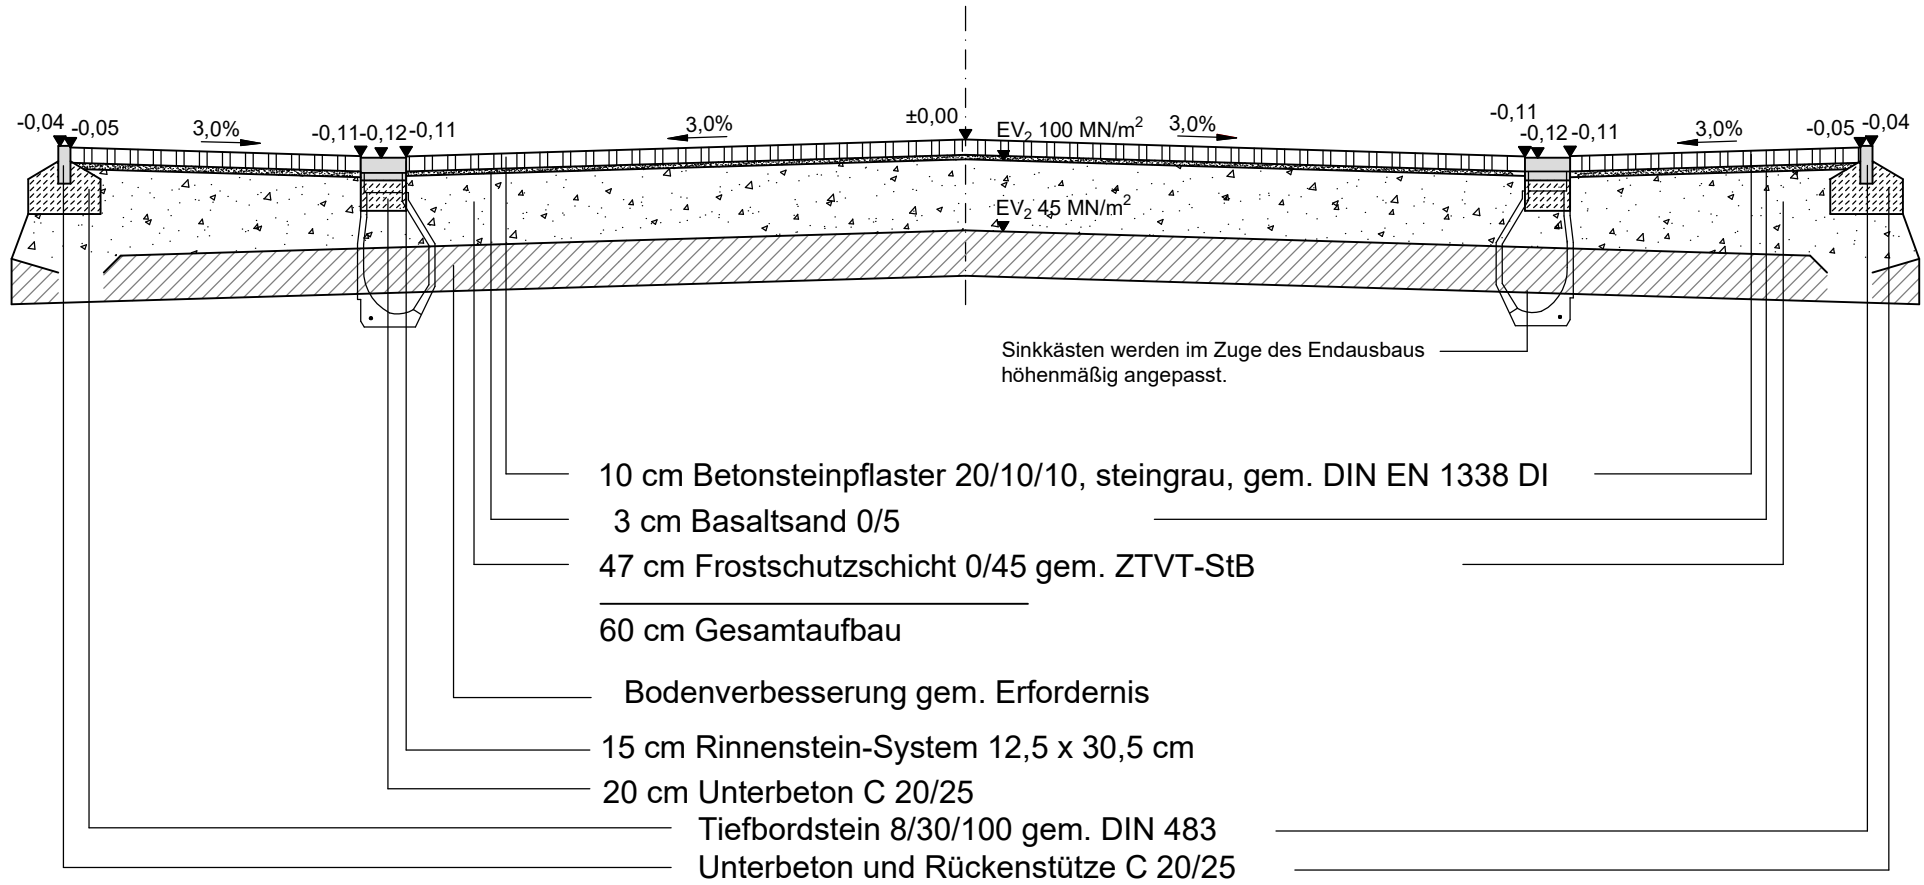 -0,04
-0,05
3,0%
-0,11
-0,12
-0,11
3,0%
±0,00
EV2 100 MN/m²
3,0%
-0,11
-0,12
-0,11
3,0%
-0,05
-0,04
EV2 45 MN/m²
Sinkkästen werden im Zuge des Endausbaus
höhenmäßig angepasst.
10 cm Betonsteinpflaster 20/10/10, steingrau, gem. DIN EN 1338 DI
3 cm Basaltsand 0/5
47 cm Frostschutzschicht 0/45 gem. ZTVT-StB
60 cm Gesamtaufbau
Bodenverbesserung gem. Erfordernis
15 cm Rinnenstein-System 12,5 x 30,5 cm
20 cm Unterbeton C 20/25
Tiefbordstein 8/30/100 gem. DIN 483
Unterbeton und Rückenstütze C 20/25